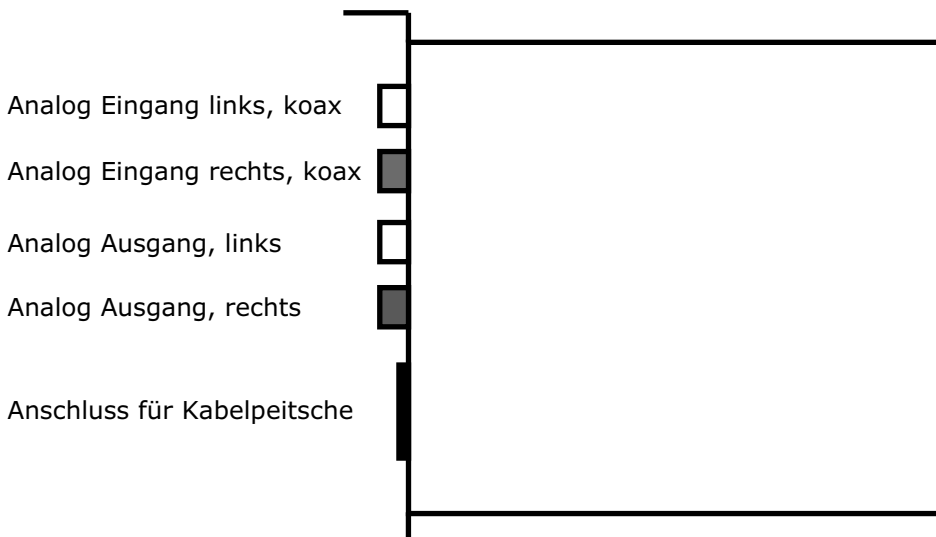 Analog Eingang links, koax
Analog Eingang rechts, koax
Analog Ausgang, links
Analog Ausgang, rechts
Anschluss für Kabelpeitsche